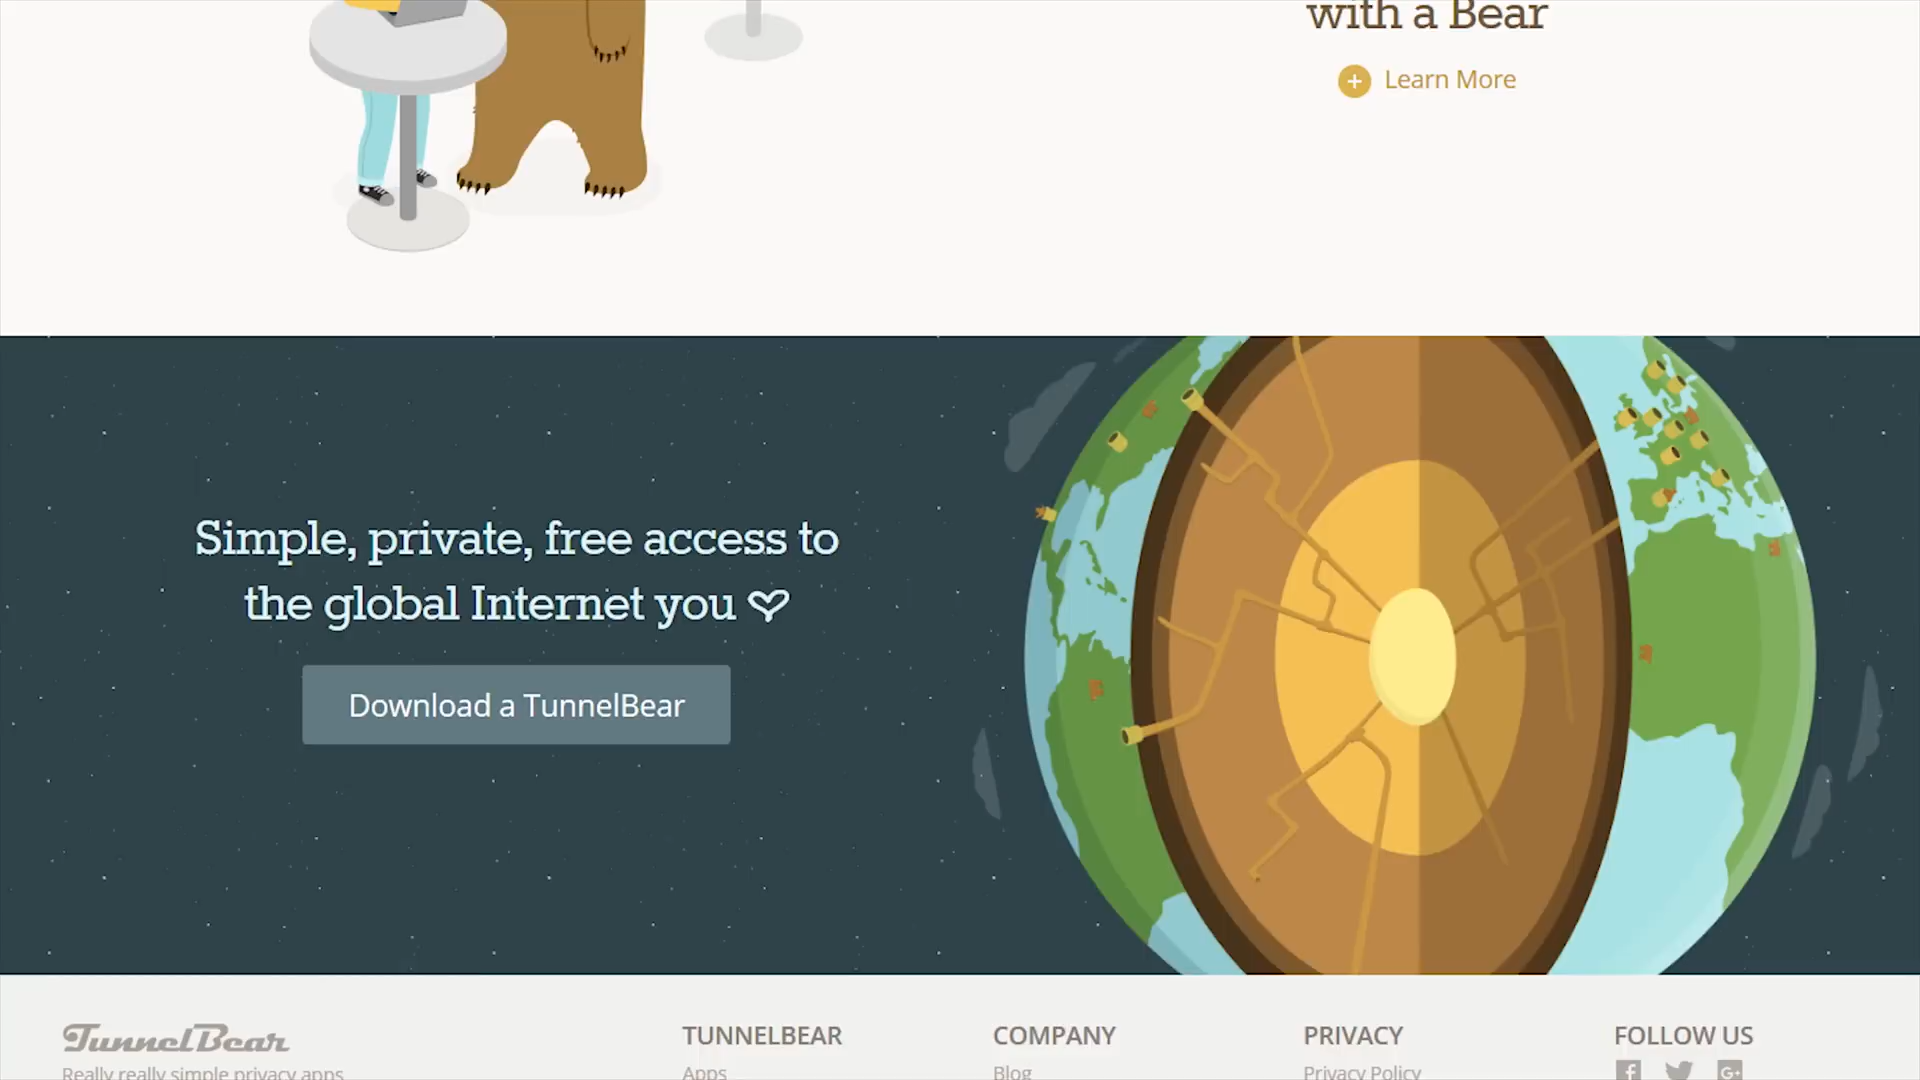 with a Bear
Learn More
Simple, private, free access to
the global Internet you
Download a TunnelBear
TunnelBear
Really really simple privacy apps
TUNNELBEAR
Apps
COMPANY
Blog
PRIVACY
Privacy Policy
FOLLOW US